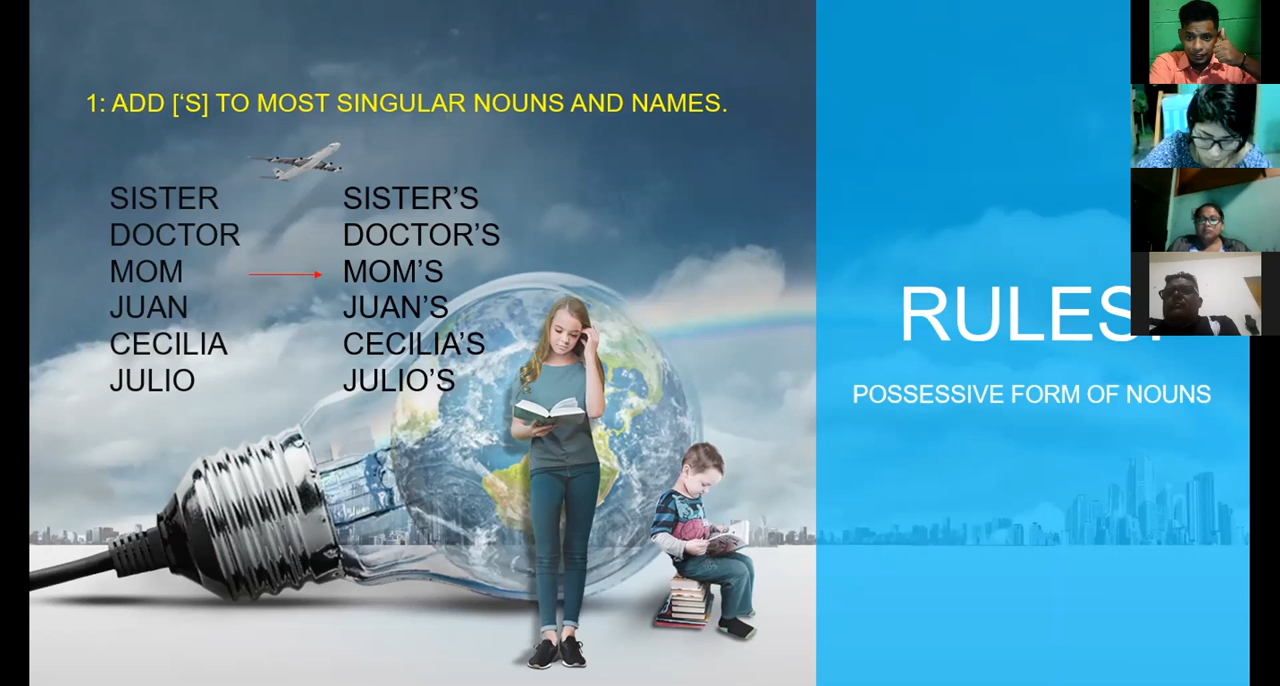 1: ADD [‘S] TO MOST SINGULAR NOUNS AND NAMES.
SISTER SISTER’S
DOCTOR DOCTOR’S
MOM MOM’S
JUAN JUAN’S
CECILIA CECILIA’S
JULIO JULIO’S
RULES:
POSSESSIVE FORM OF NOUNS